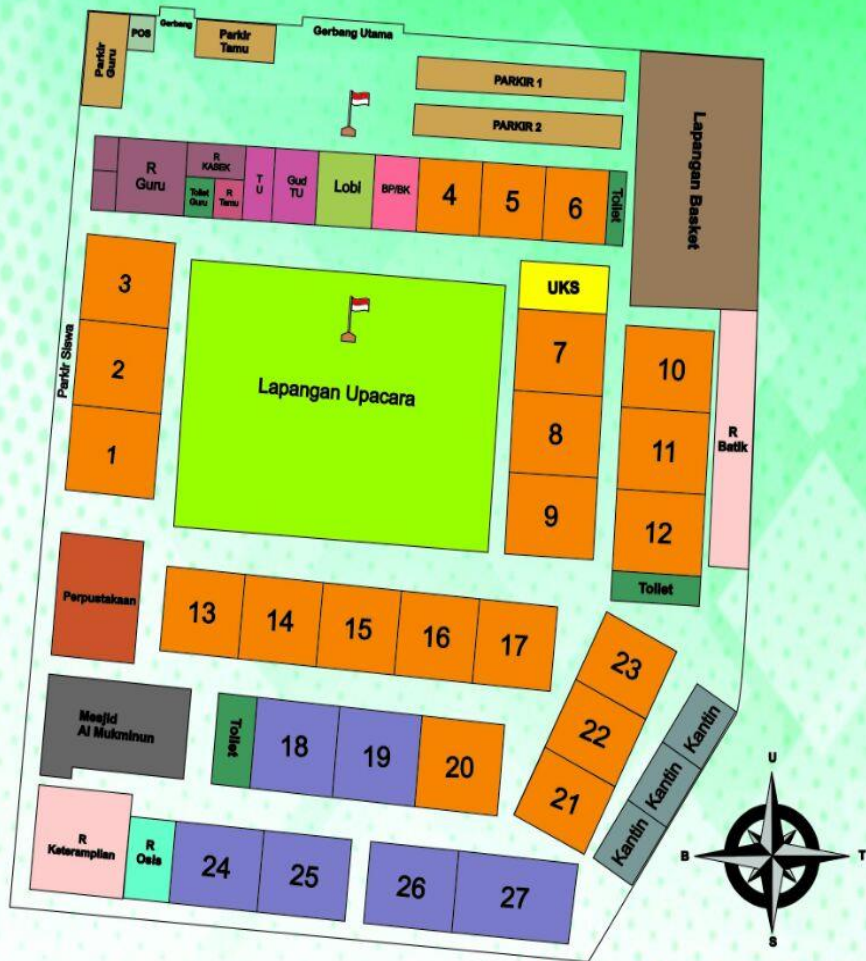 Gerbang
POS
Parkir
Guru
Parkir
Tamu
Gerbang Utama
PARKIR 1
PARKIR 2
Lapangan Basket
R
Guru
R
KASEK
Toilet
Guru
R
Tamu
T
U
Gud
TU
Lobi
BP/BK
4
5
6
Toilet
3
2
1
Parkir Siswa
Lapangan Upacara
UKS
7
8
9
10
11
12
Toilet
R
Batik
Perpustakaan
13
14
15
16
17
23
22
21
Kantin
Kantin
Kantin
Mesjid
Al Mukminun
Toilet
18
19
20
R
Keterampilan
R
Osis
24
25
26
27
U
B
T
S